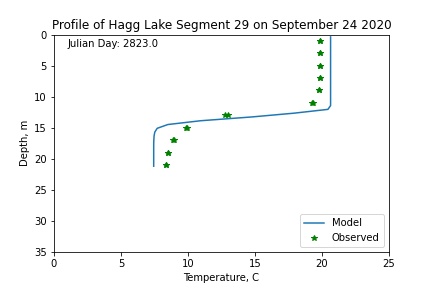 Profile of Hagg Lake Segment 29 on September 24 2020
Julian Day: 2823.0
0
5
10
15
20
25
30
35
Depth, m
Model
Observed
0 5 10 15 20 25
Temperature, C